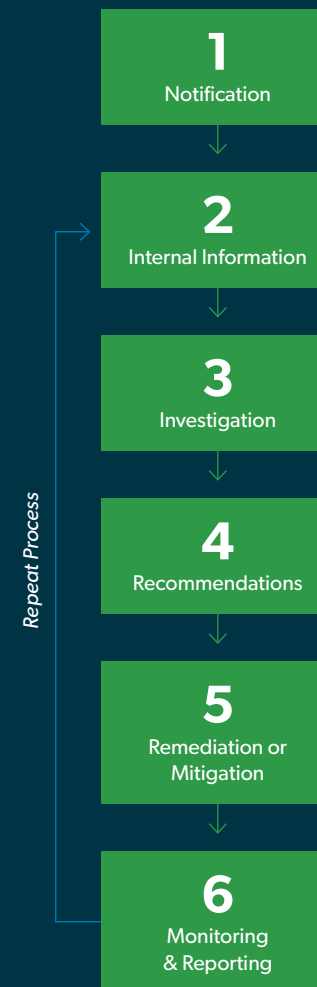 1
Notification
2
Internal Information
3
Investigation
4
Recommendations
5
Remediation or
Mitigation
6
Monitoring
& Reporting
Repeat Process